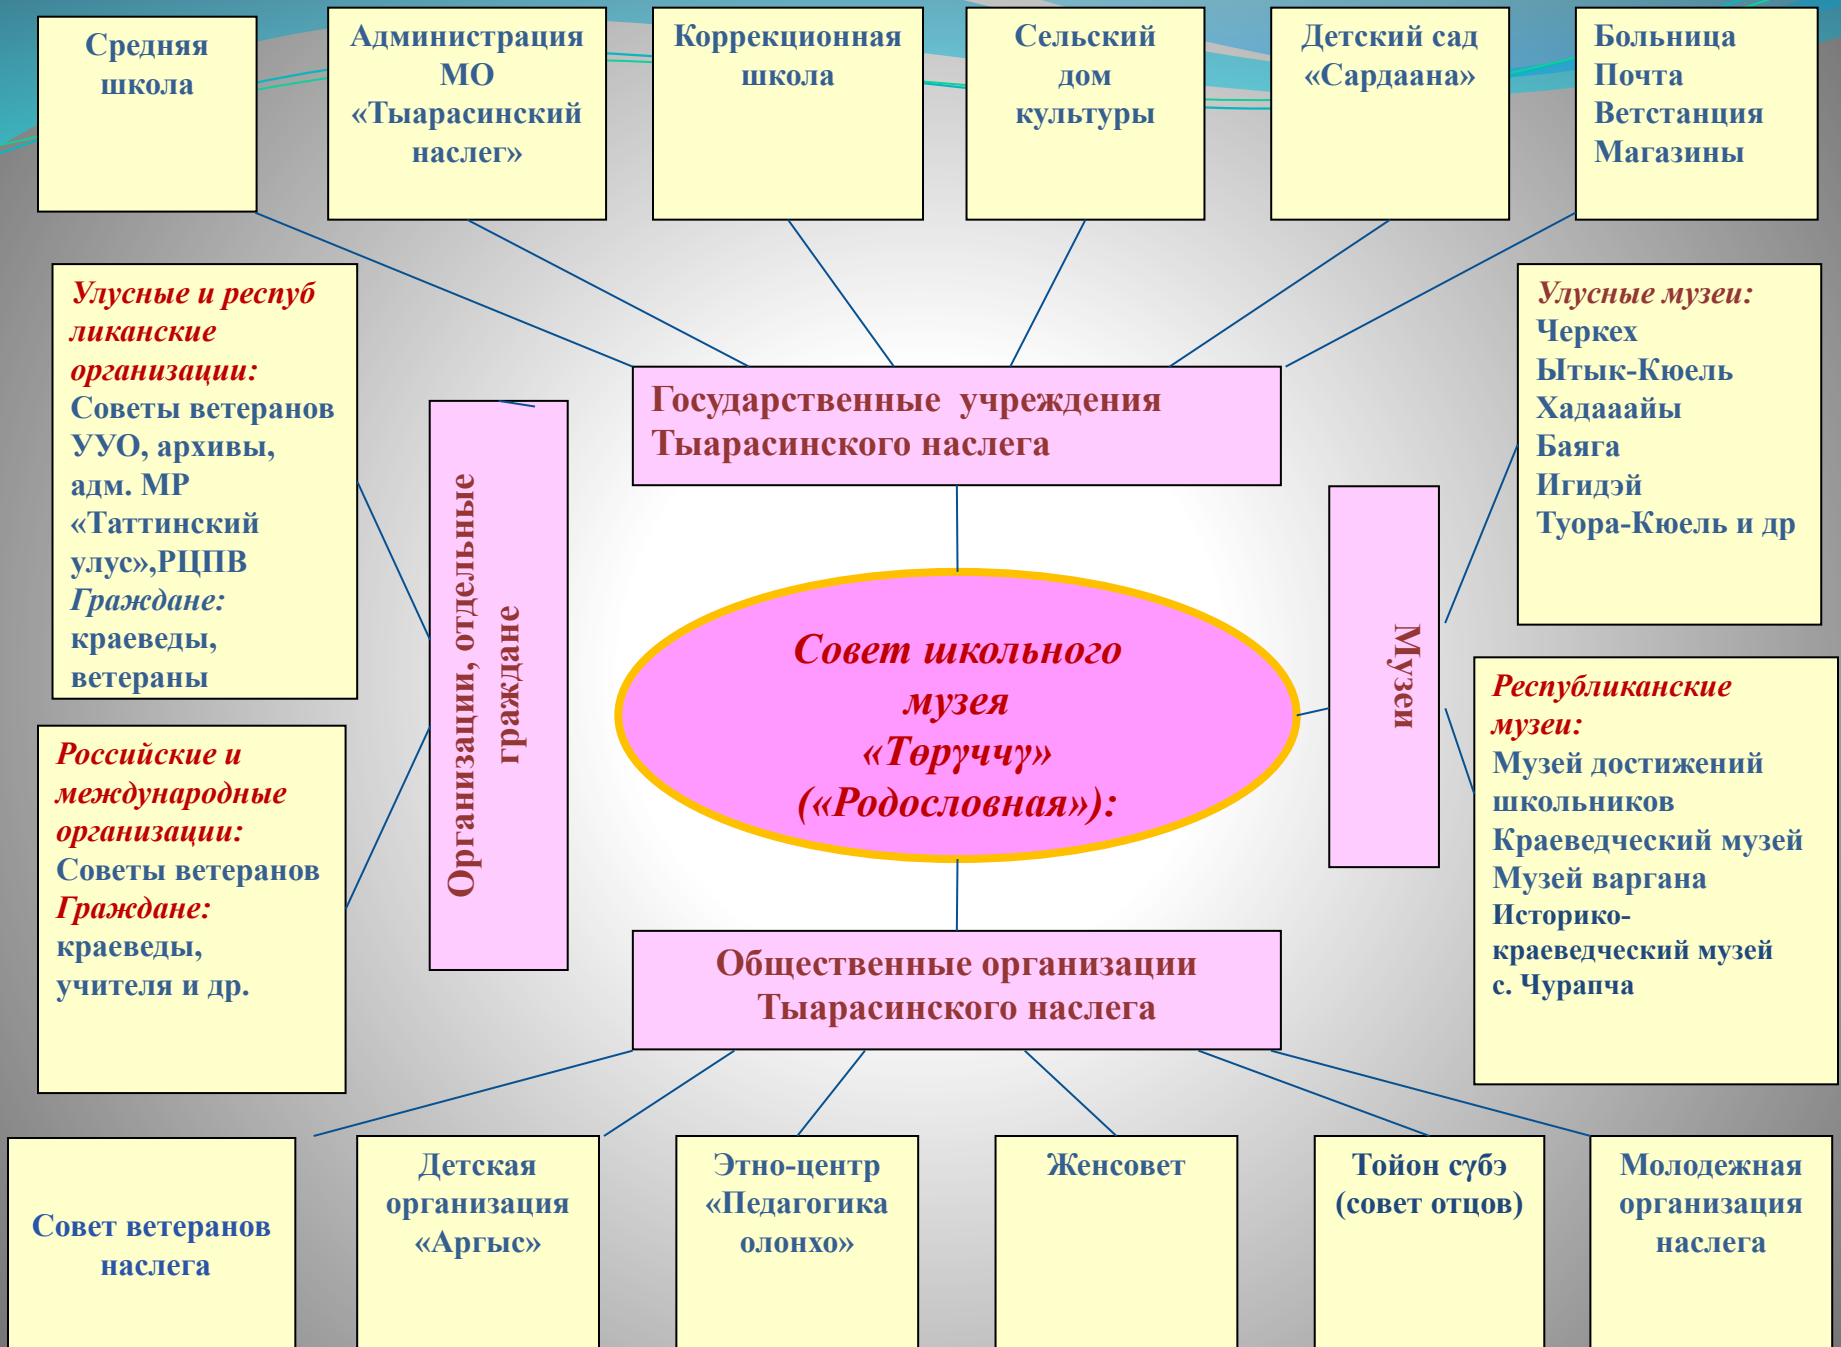 Средняя
школа
Администрация
МО
«Тыарасинский
наслег»
Коррекционная
школа
Сельский
дом
культуры
Детский сад
«Сардаана»
Больница
Почта
Ветстанция
Магазины
Улусные и респуб
ликанские
организации:
Советы ветеранов
УУО, архивы,
адм. МР
«Таттинский
улус»,РЦПВ
Граждане:
краеведы,
ветераны
Российские и
международные
организации:
Советы ветеранов
Граждане:
краеведы,
учителя и др.
Организации, отдельные
граждане
Государственные  учреждения
Тыарасинского наслега
Совет школьного
музея
«Төрүччү»
(«Родословная»):
Общественные организации
Тыарасинского наслега
Музеи
Улусные музеи:
Черкех
Ытык-Кюель
Хадааайы
Баяга
Игидэй
Туора-Кюель и др
Республиканские
музеи:
Музей достижений
школьников
Краеведческий музей
Музей варгана
Историко-
краеведческий музей
с. Чурапча
Совет ветеранов
наслега
Детская
организация
«Аргыс»
Этно-центр
«Педагогика
олонхо»
Женсовет
Тойон сүбэ
(совет отцов)
Молодежная
организация
наслега